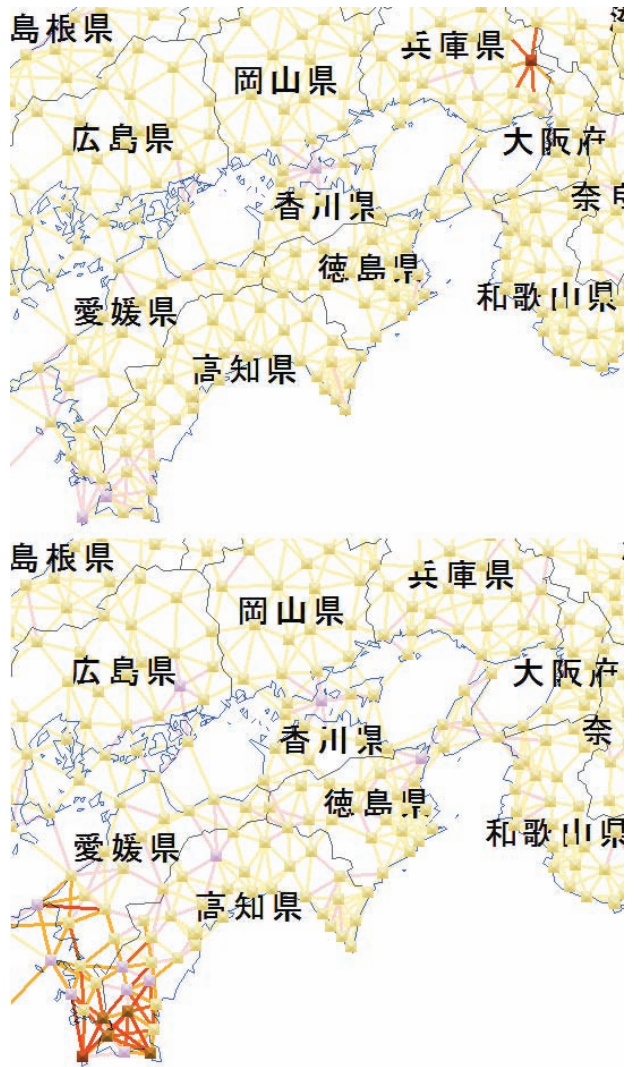 島根県
兵庫県
岡山県
広島県
大阪府
香川県
徳島県
愛媛県
和歌山県
高知県
島根県
兵庫県
岡山県
広島県
大阪府
香川県
奈
徳島県
愛媛県
和歌山県
高知県